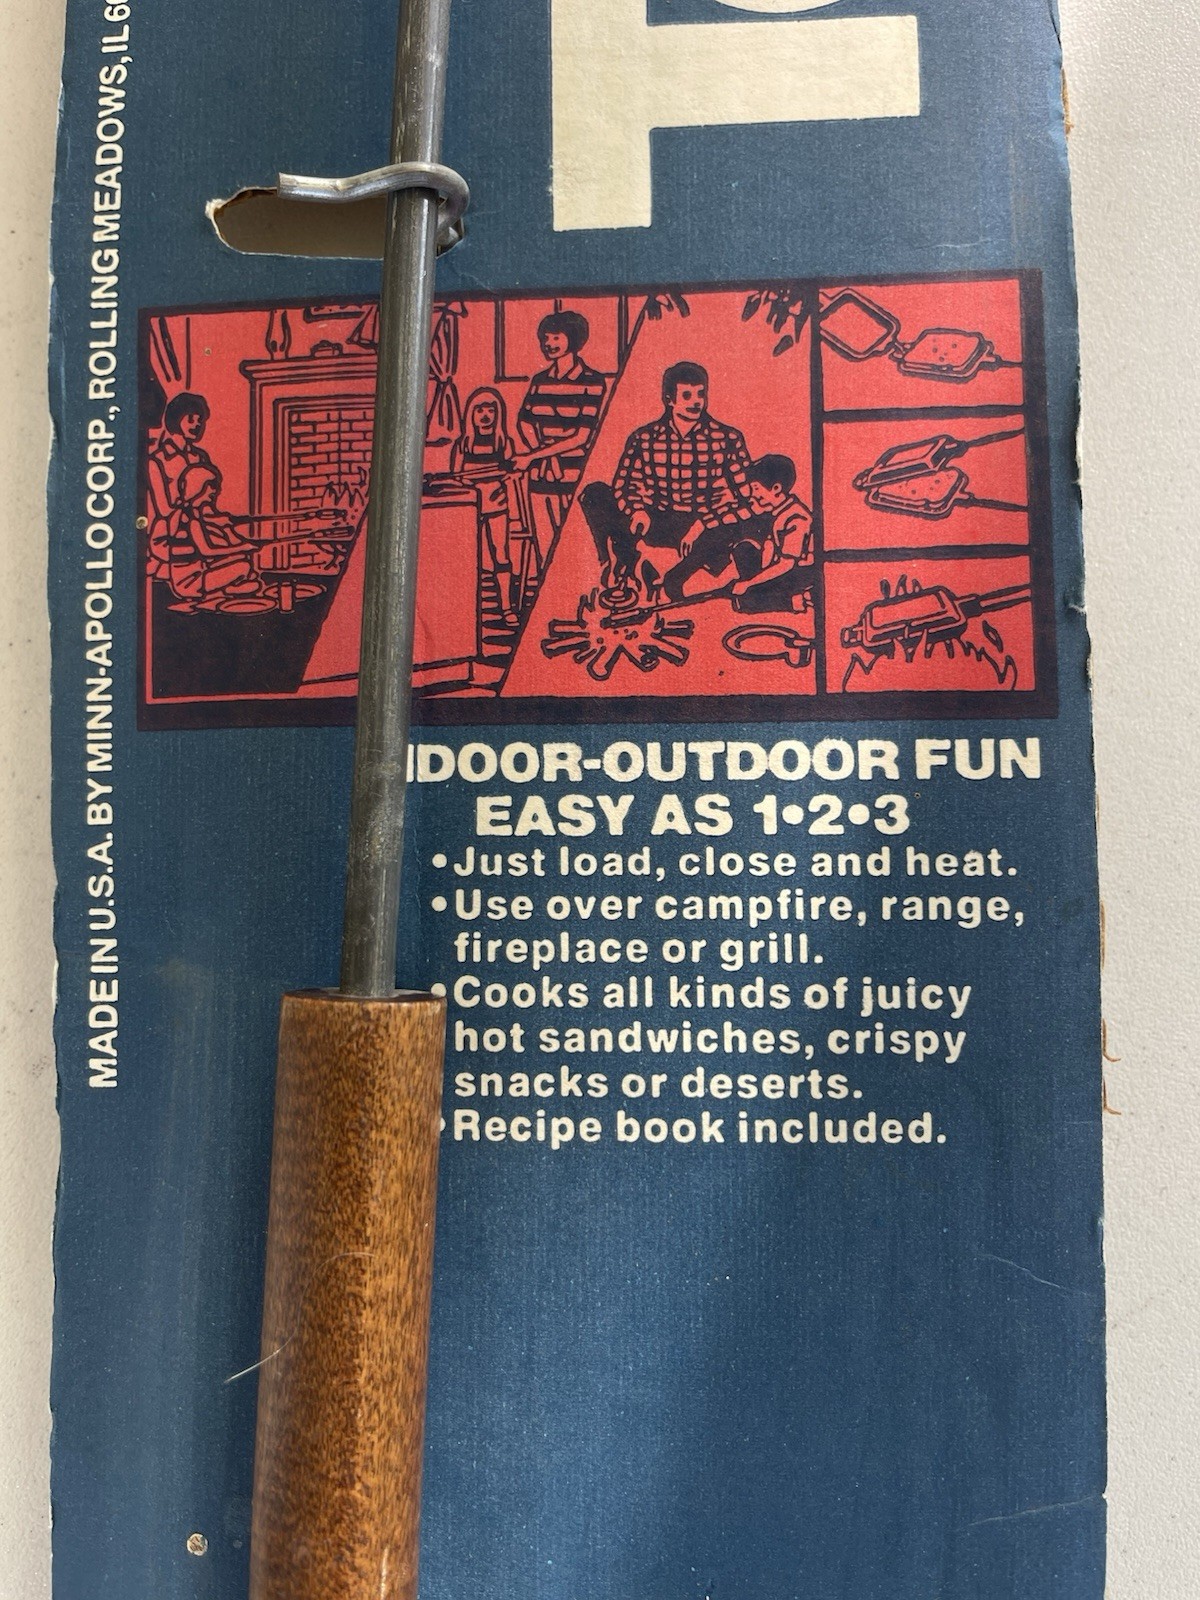 MADE IN U.S.A. BY MINN-APOLLO CORP., ROLLING MEADOWS, IL 60
T
NDOOR-OUTDOOR FUN
EASY AS 1•2•3
•Just load, close and heat.
•Use over campfire, range,
fireplace or grill.
•Cooks all kinds of juicy
hot sandwiches, crispy
snacks or deserts.
•Recipe book included.